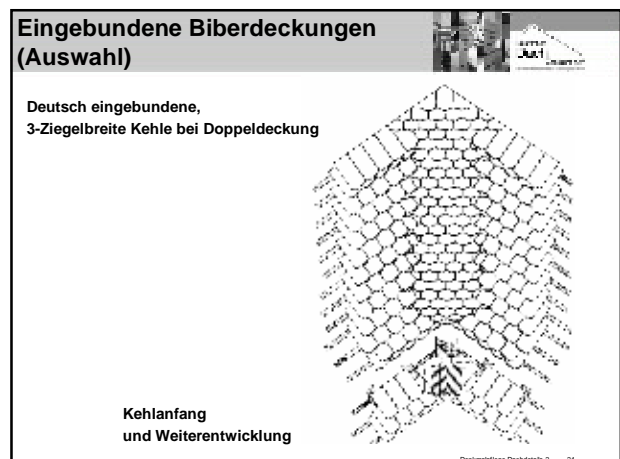 Eingebundene Biberdeckungen
(Auswahl)
Deutsch eingebundene,
3-Ziegelbreite Kehle bei Doppeldeckung
Kehlanfang
und Weiterentwicklung